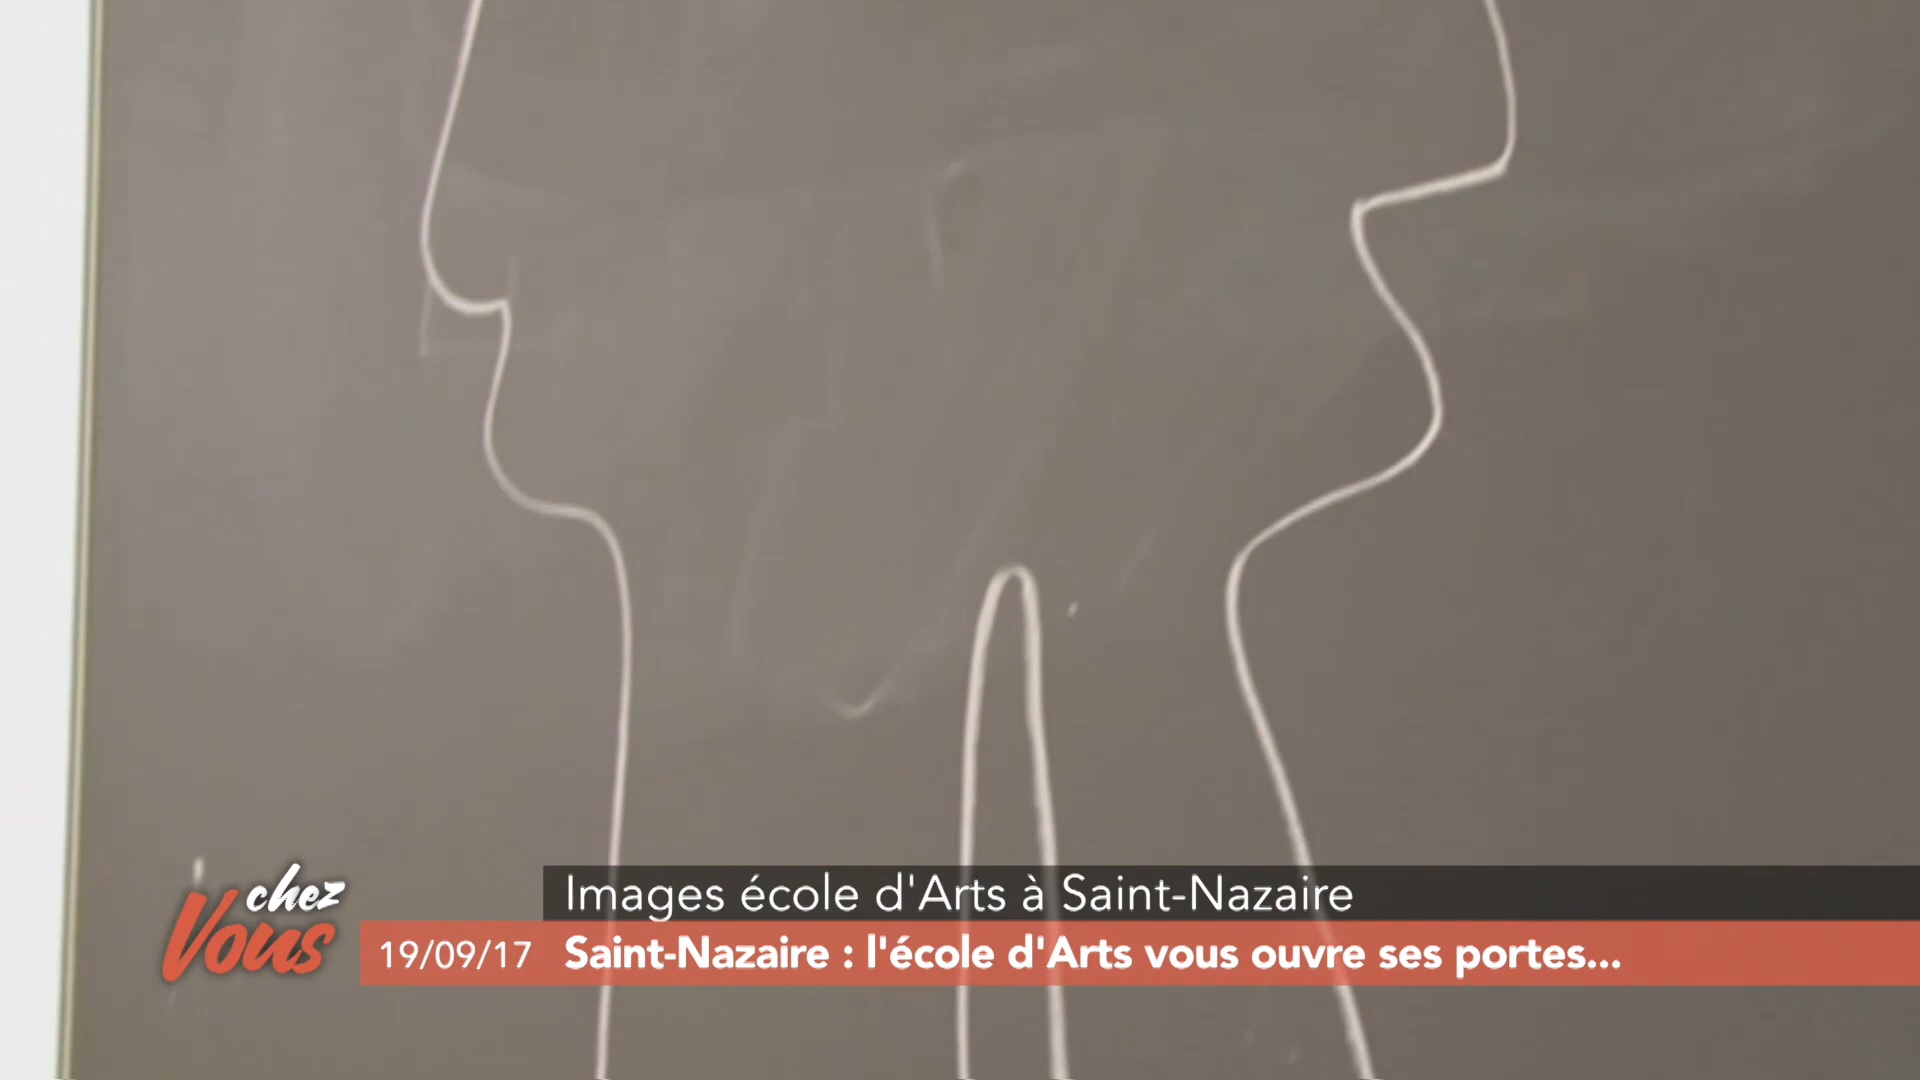 chez
Vous
Images école d'Arts à Saint-Nazaire
19/09/17 Saint-Nazaire : l'école d'Arts vous ouvre ses portes...